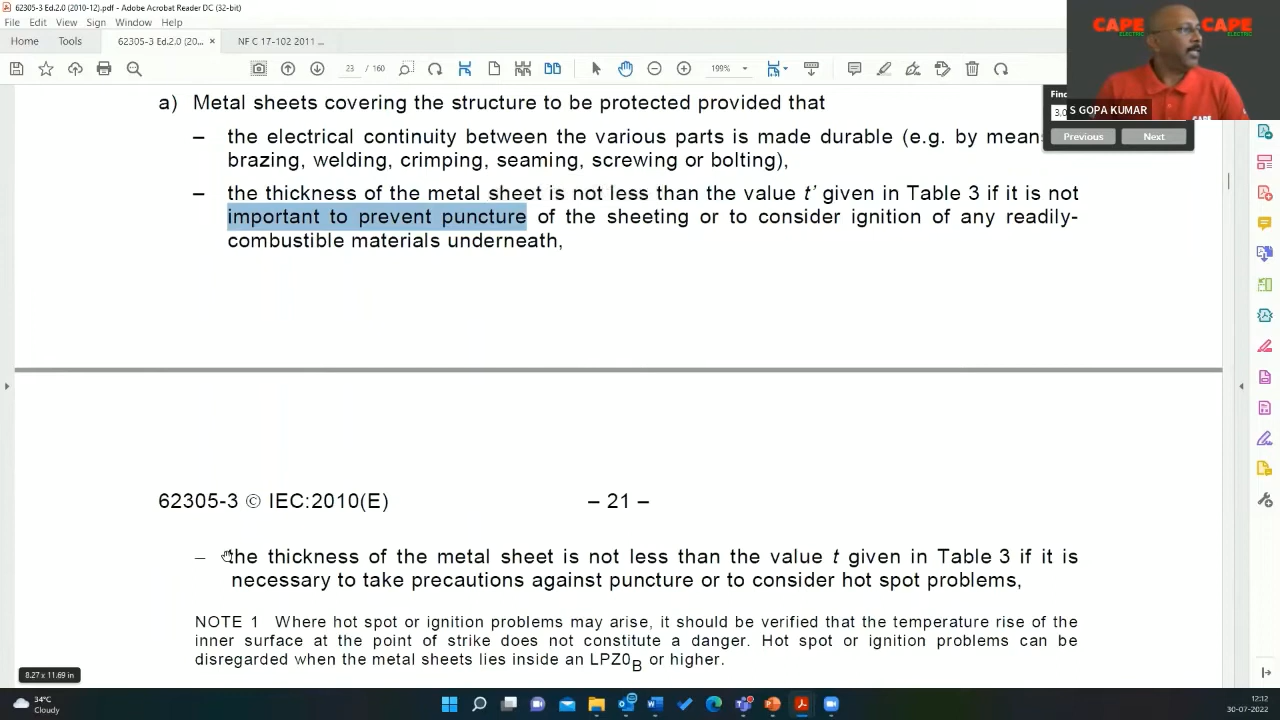 62305-3 Ed.2.0 (2010-12).pdf - Adobe Acrobat Reader DC (32-bit)
File Edit View Sign Window Help
Home Tools 62305-3 Ed.2.0 (20... × NF C 17-102 2011 ...
23 / 160 199%
CAPE ELECTRIC CAPE ELECTRIC
Find
S GOPA KUMAR
3,0
Previous Next
CAPE
a) Metal sheets covering the structure to be protected provided that
– the electrical continuity between the various parts is made durable (e.g. by means
brazing, welding, crimping, seaming, screwing or bolting),
– the thickness of the metal sheet is not less than the value t' given in Table 3 if it is not
important to prevent puncture of the sheeting or to consider ignition of any readily-
combustible materials underneath,
62305-3 © IEC:2010(E) – 21 –
– the thickness of the metal sheet is not less than the value t given in Table 3 if it is
necessary to take precautions against puncture or to consider hot spot problems,
NOTE 1 Where hot spot or ignition problems may arise, it should be verified that the temperature rise of the
inner surface at the point of strike does not constitute a danger. Hot spot or ignition problems can be
disregarded when the metal sheets lies inside an LPZ0B or higher.
8.27 x 11.69 in
34°C
Cloudy
12:12
30-07-2022